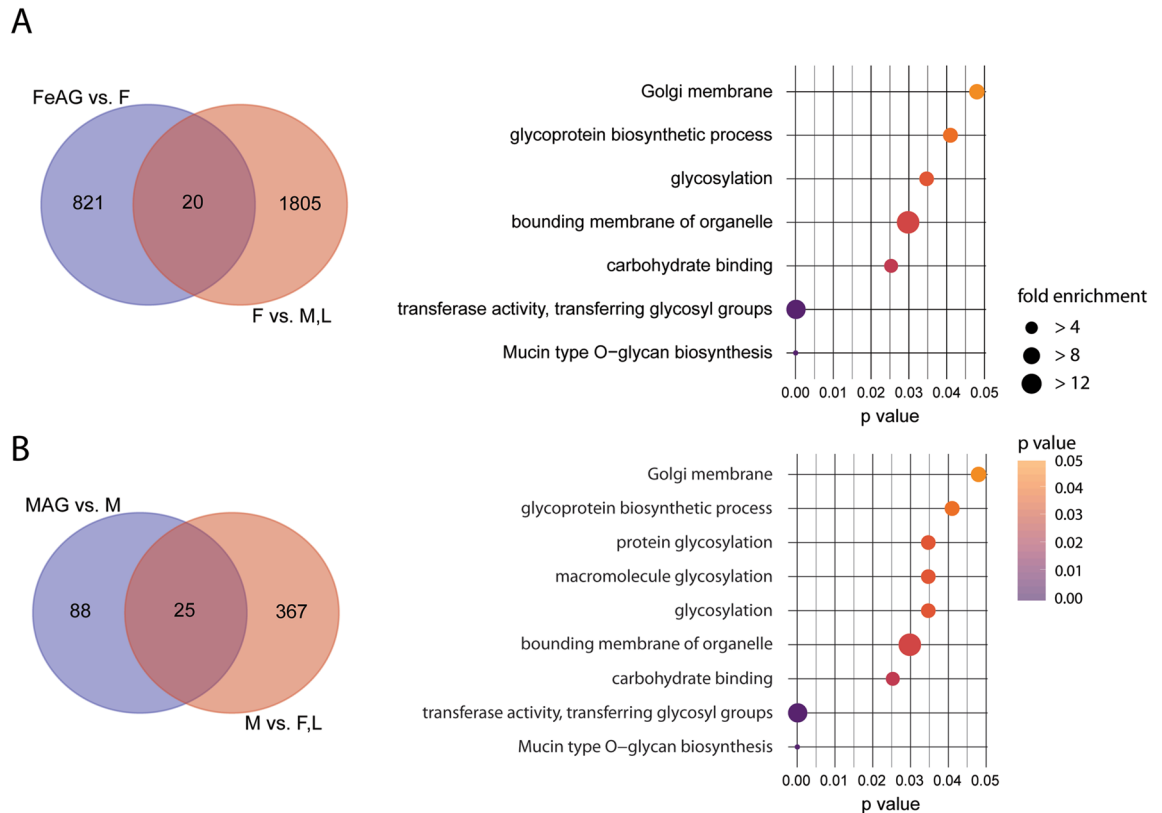 A
FeAG vs. F
821
20
1805
F vs. M,L
Golgi membrane
glycoprotein biosynthetic process
glycosylation
bounding membrane of organelle
carbohydrate binding
transferase activity, transferring glycosyl groups
Mucin type O−glycan biosynthesis
0.00 0.01 0.02 0.03 0.04 0.05
p value
fold enrichment
> 4
> 8
> 12
p value
0.05
0.04
0.03
0.02
0.01
0.00
B
MAG vs. M
88
25
367
M vs. F,L
Golgi membrane
glycoprotein biosynthetic process
protein glycosylation
macromolecule glycosylation
glycosylation
bounding membrane of organelle
carbohydrate binding
transferase activity, transferring glycosyl groups
Mucin type O−glycan biosynthesis
0.00 0.01 0.02 0.03 0.04 0.05
p value